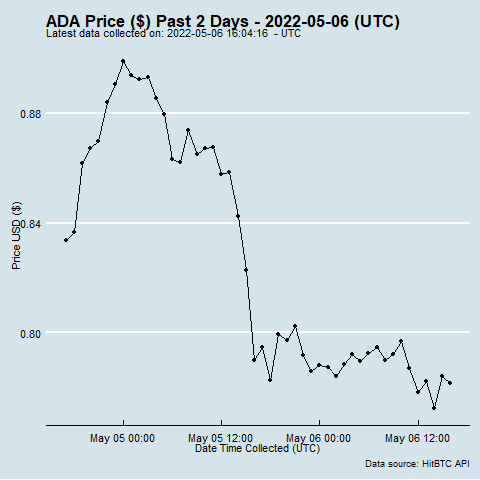 ADA Price ($) Past 2 Days - 2022-05-06 (UTC)
Latest data collected on: 2022-05-06 16:04:16  - UTC
0.88
0.84
0.80
Price USD ($)
May 05 00:00
May 05 12:00
May 06 00:00
May 06 12:00
Date Time Collected (UTC)
Data source: HitBTC API